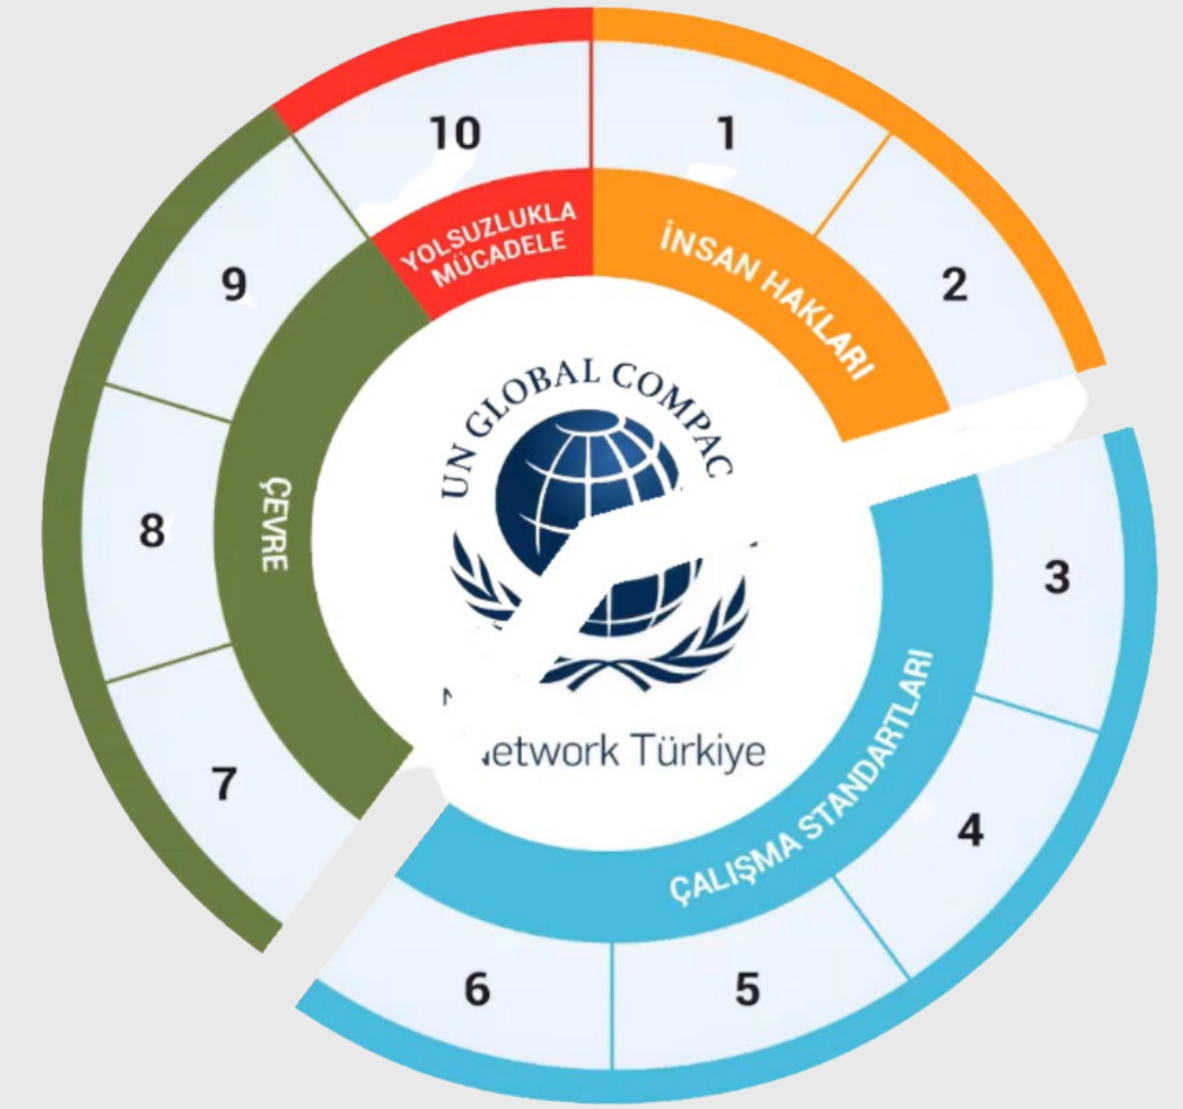 10
1
YOLSUZLUKLA
MÜCADELE
İNSAN HAKLARI
9
2
UN GLOBAL COMPAC
8
ÇEVRE
3
etwork Türkiye
ÇALIŞMA STANDARTLARI
7
4
6
5